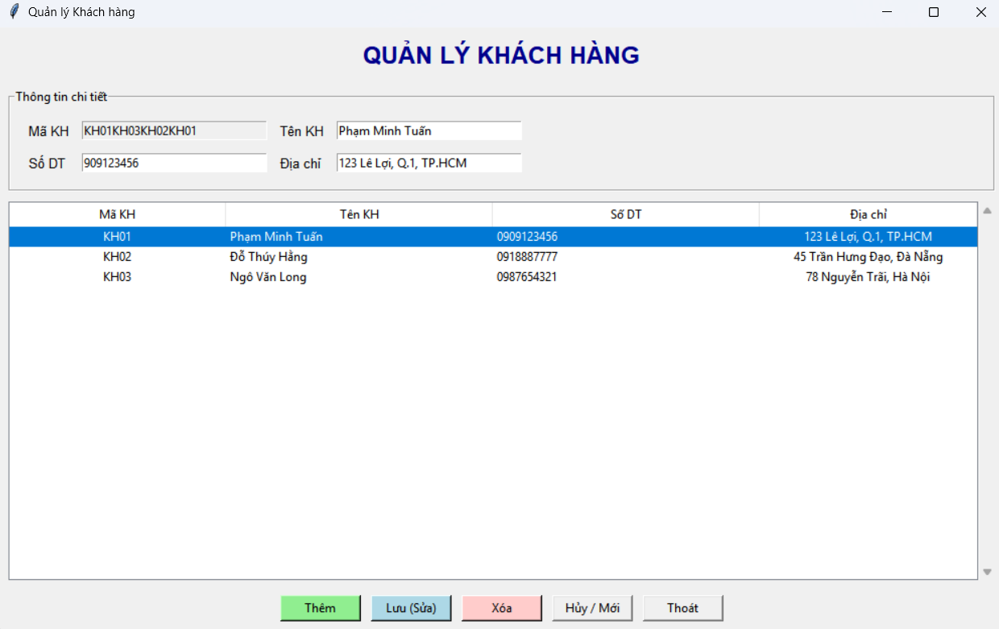 Quản lý Khách hàng
QUẢN LÝ KHÁCH HÀNG
Thông tin chi tiết
Mã KH KH01KH03KH02KH01 Tên KH Phạm Minh Tuấn
Số DT 909123456 Địa chỉ 123 Lê Lợi, Q.1, TP.HCM
Mã KH Tên KH Số DT Địa chỉ
KH01 Phạm Minh Tuấn 0909123456 123 Lê Lợi, Q.1, TP.HCM
KH02 Đỗ Thúy Hằng 0918887777 45 Trần Hưng Đạo, Đà Nẵng
KH03 Ngô Văn Long 0987654321 78 Nguyễn Trãi, Hà Nội
Thêm Lưu (Sửa) Xóa Hủy / Mới Thoát